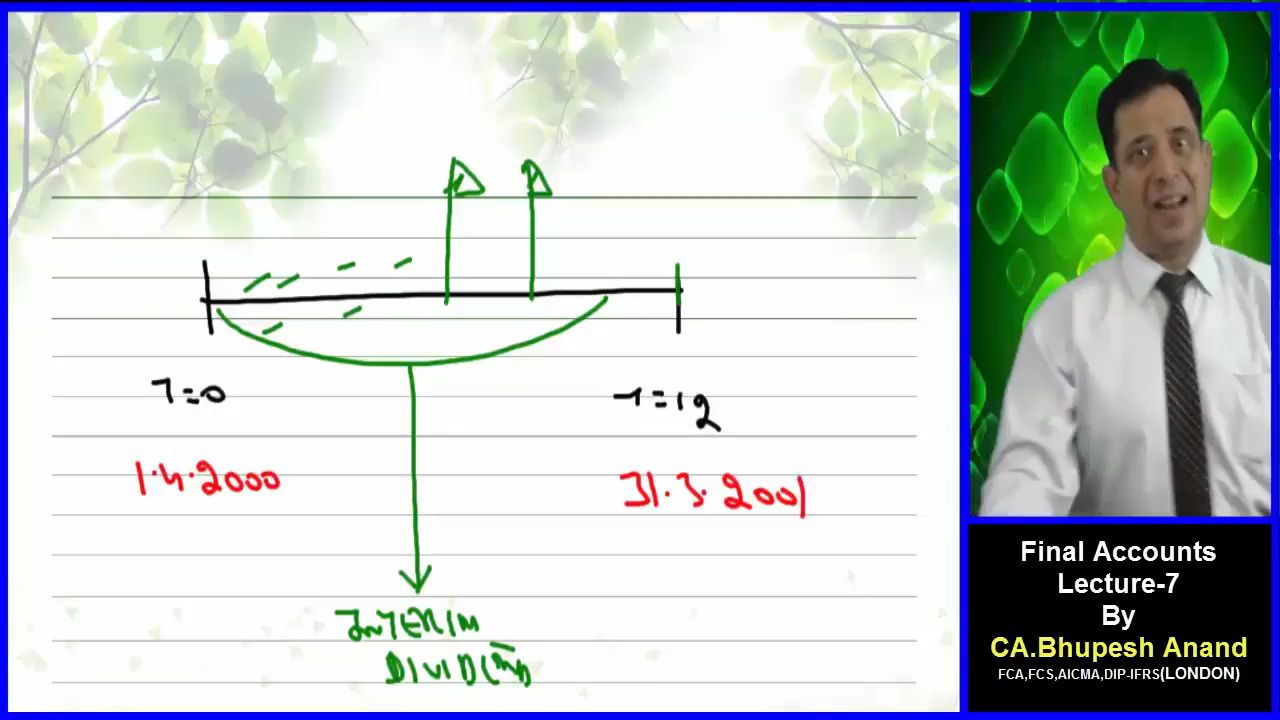 T=0
T=12
1.4.2000
31.3.2001
INTERIM
DIVIDEND
Final Accounts
Lecture-7
By
CA.Bhupesh Anand
FCA,FCS,AICMA,DIP-IFRS(LONDON)